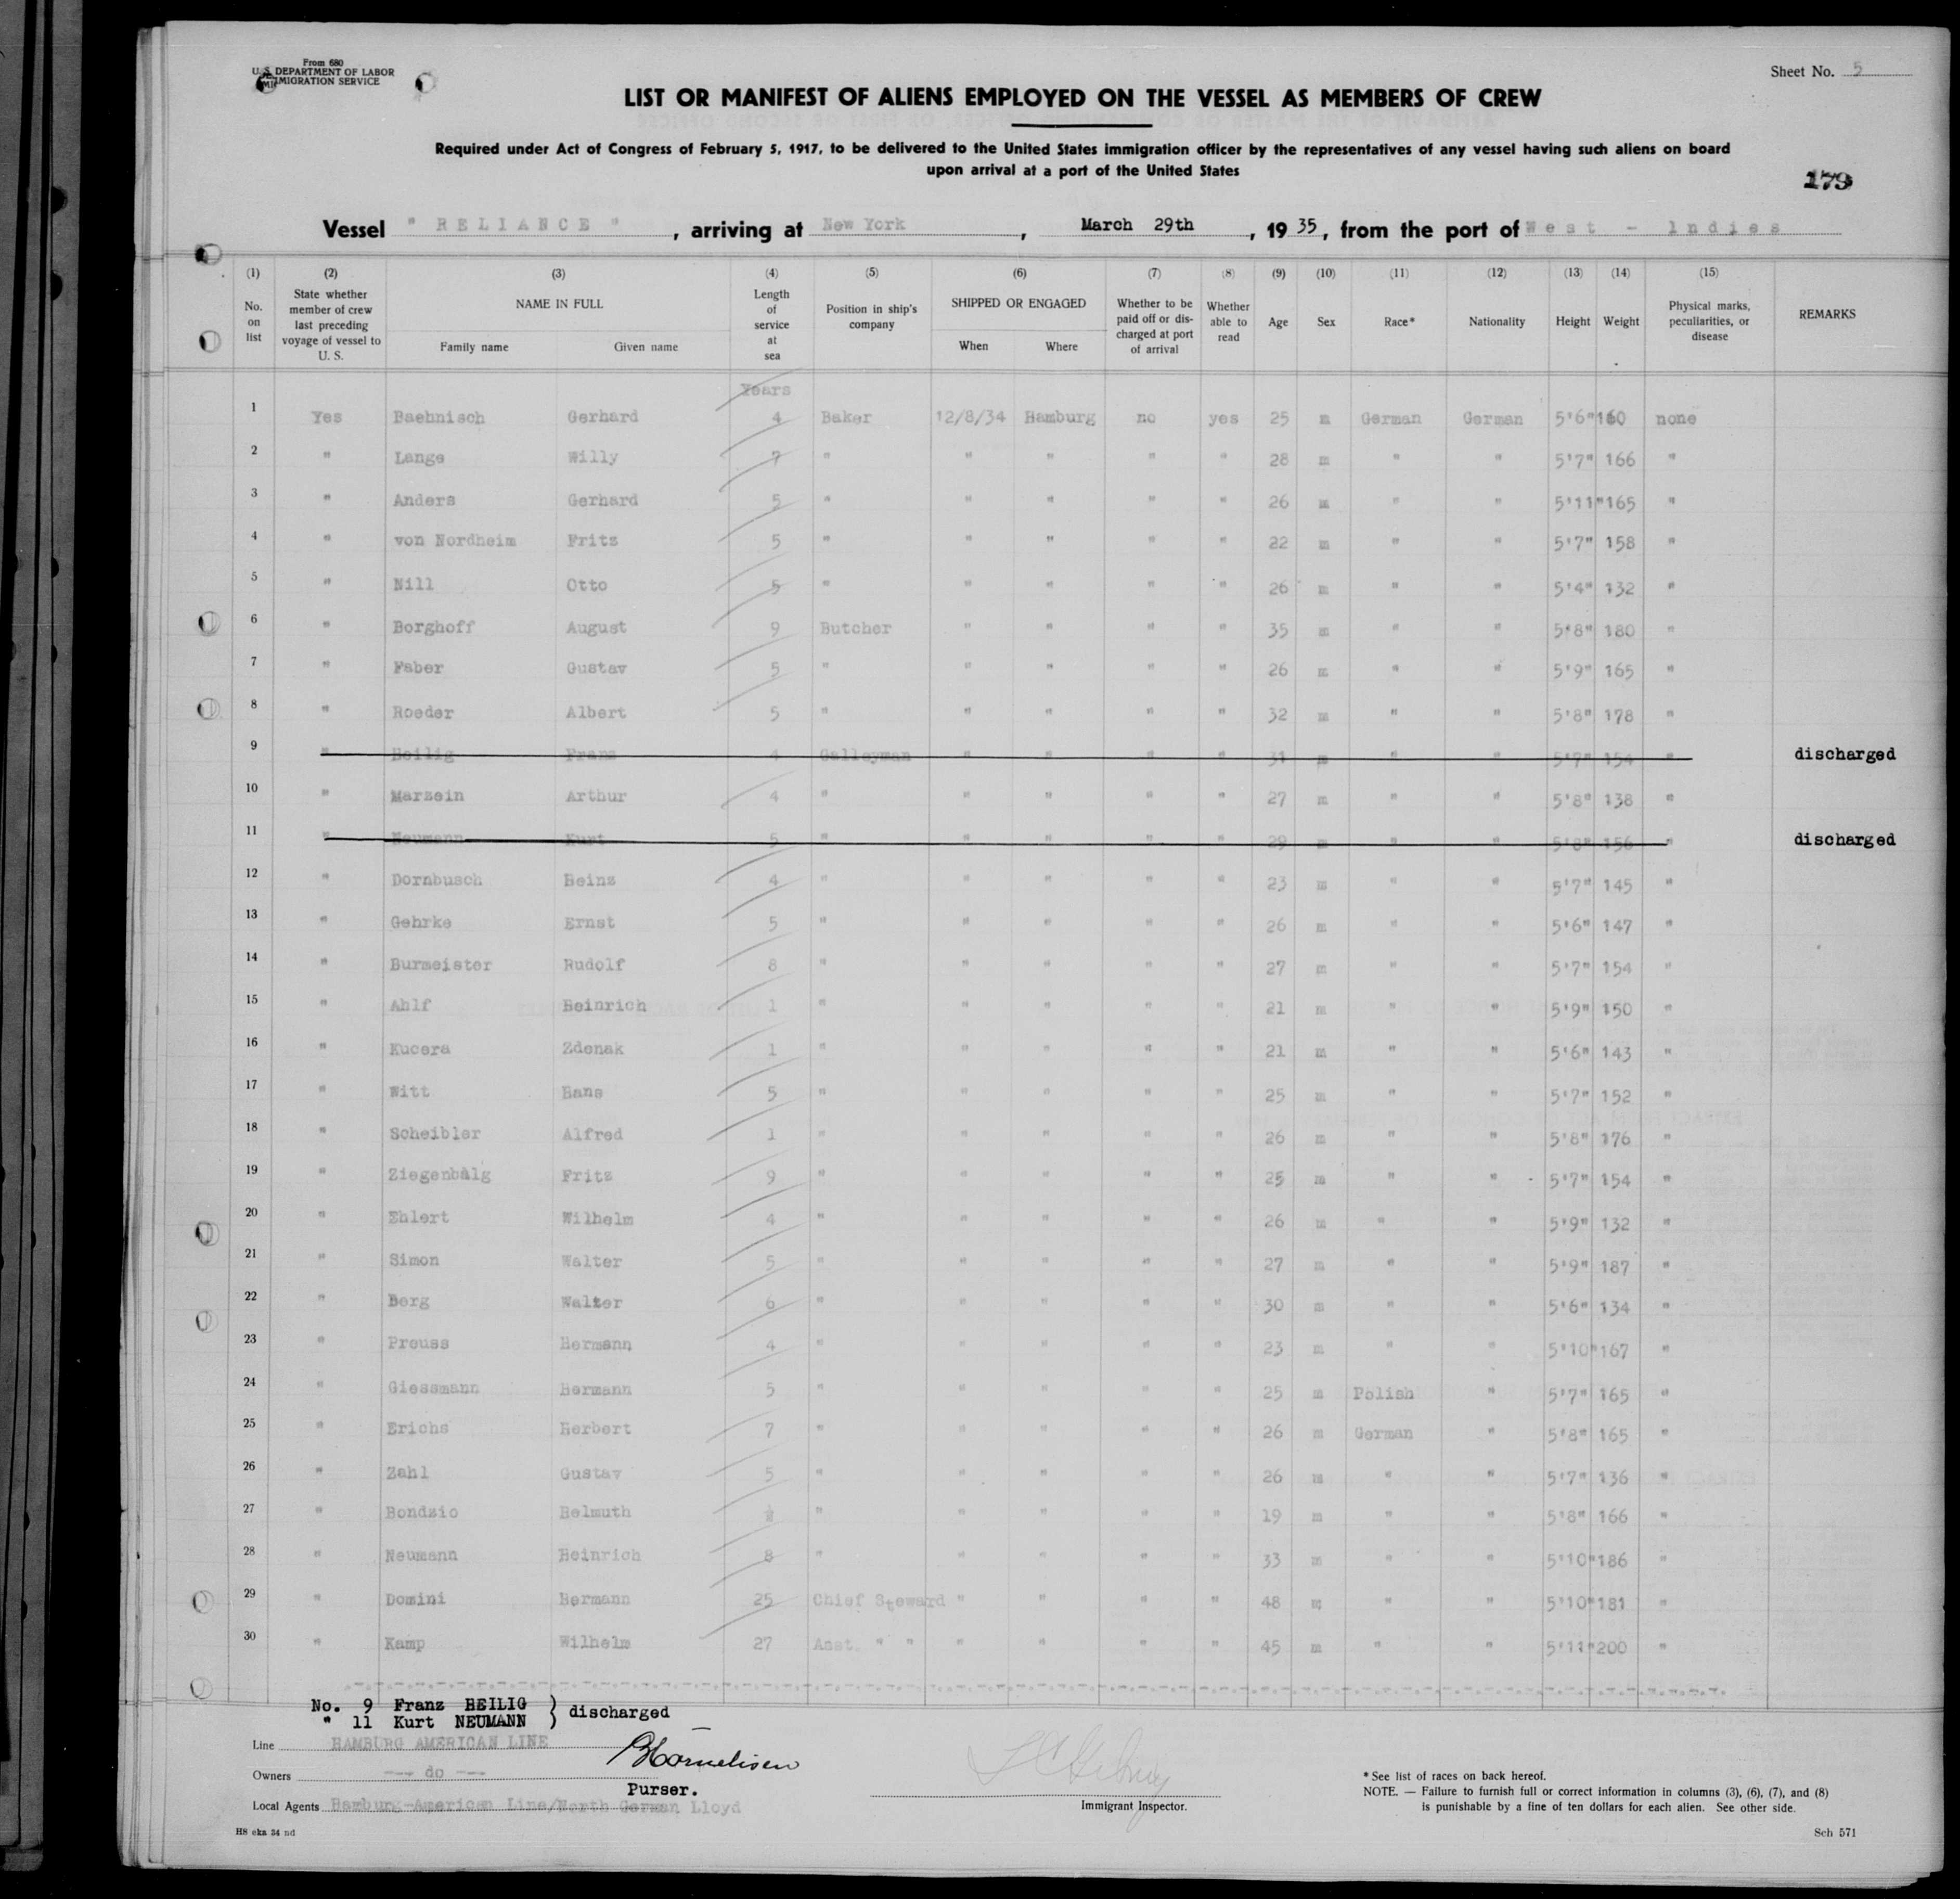 From 680
U. S. DEPARTMENT OF LABOR
IMMIGRATION SERVICE
Sheet No. 5
LIST OR MANIFEST OF ALIENS EMPLOYED ON THE VESSEL AS MEMBERS OF CREW
Required under Act of Congress of February 5, 1917, to be delivered to the United States immigration officer by the representatives of any vessel having such aliens on board
upon arrival at a port of the United States
179
Vessel " RELIANCE ", arriving at New York, March 29th, 19 35, from the port of West - Indies
(1) (2) (3) (4) (5) (6) (7) (8) (9) (10) (11) (12) (13) (14) (15)
No. on list | State whether member of crew last preceding voyage of vessel to U. S. | NAME IN FULL Family name Given name | Length of service at sea | Position in ship's company | SHIPPED OR ENGAGED When Where | Whether to be paid off or discharged at port of arrival | Whether able to read | Age | Sex | Race* | Nationality | Height | Weight | Physical marks, peculiarities, or disease | REMARKS
Years
1 Yes Baehnisch Gerhard 4 Baker 12/8/34 Hamburg no yes 25 m German German 5'6" 160 none
2 " Lange Willy 7 " " " " " 28 m " " 5'7" 166 "
3 " Anders Gerhard 5 " " " " " 26 m " " 5'11" 165 "
4 " von Nordheim Fritz 5 " " " " " 22 m " " 5'7" 158 "
5 " Nill Otto 5 " " " " " 26 m " " 5'4" 132 "
6 " Borghoff August 9 Butcher " " " " 35 m " " 5'8" 180 "
7 " Faber Gustav 5 " " " " " 26 m " " 5'9" 165 "
8 " Roeder Albert 5 " " " " " 32 m " " 5'8" 178 "
9 " Heilig Franz 4 Galleyman " " " " 31 m " " 5'7" 154 " discharged
10 " Marzein Arthur 4 " " " " " 27 m " " 5'8" 138 "
11 " Neumann Kurt 5 " " " " " 29 m " " 5'8" 156 " discharged
12 " Dornbusch Heinz 4 " " " " " 23 m " " 5'7" 145 "
13 " Gehrke Ernst 5 " " " " " 26 m " " 5'6" 147 "
14 " Burmeister Rudolf 8 " " " " " 27 m " " 5'7" 154 "
15 " Ahlf Heinrich 1 " " " " " 21 m " " 5'9" 150 "
16 " Kucera Zdenak 1 " " " " " 21 m " " 5'6" 143 "
17 " Witt Hans 5 " " " " " 25 m " " 5'7" 152 "
18 " Scheibler Alfred 1 " " " " " 26 m " " 5'8" 176 "
19 " Ziegenbalg Fritz 9 " " " " " 25 m " " 5'7" 154 "
20 " Ehlert Wilhelm 4 " " " " " 26 m " " 5'9" 132 "
21 " Simon Walter 5 " " " " " 27 m " " 5'9" 187 "
22 " Berg Walter 6 " " " " " 30 m " " 5'6" 134 "
23 " Preuss Hermann 4 " " " " " 23 m " " 5'10" 167 "
24 " Giessmann Hermann 5 " " " " " 25 m Polish " 5'7" 165 "
25 " Erichs Herbert 7 " " " " " 26 m German " 5'8" 165 "
26 " Zahl Gustav 5 " " " " " 26 m " " 5'7" 136 "
27 " Bondzio Helmuth " " " " " 19 m " " 5'8" 166 "
28 " Neumann Heinrich 8 " " " " " 33 m " " 5'10" 186 "
29 " Domini Hermann 25 Chief Steward " " " " 48 m " " 5'10" 181 "
30 " Kamp Wilhelm 27 Asst. " " " " " " 45 m " " 5'11" 200 "
No. 9 Franz HEILIG ) discharged
" 11 Kurt NEUMANN )
Line HAMBURG AMERICAN LINE
Owners -- do --
Purser.
Local Agents Hamburg-American Line/North German Lloyd
Immigrant Inspector.
* See list of races on back hereof.
NOTE. — Failure to furnish full or correct information in columns (3), (6), (7), and (8)
is punishable by a fine of ten dollars for each alien. See other side.
H8 eka 34 nd
Sch 571